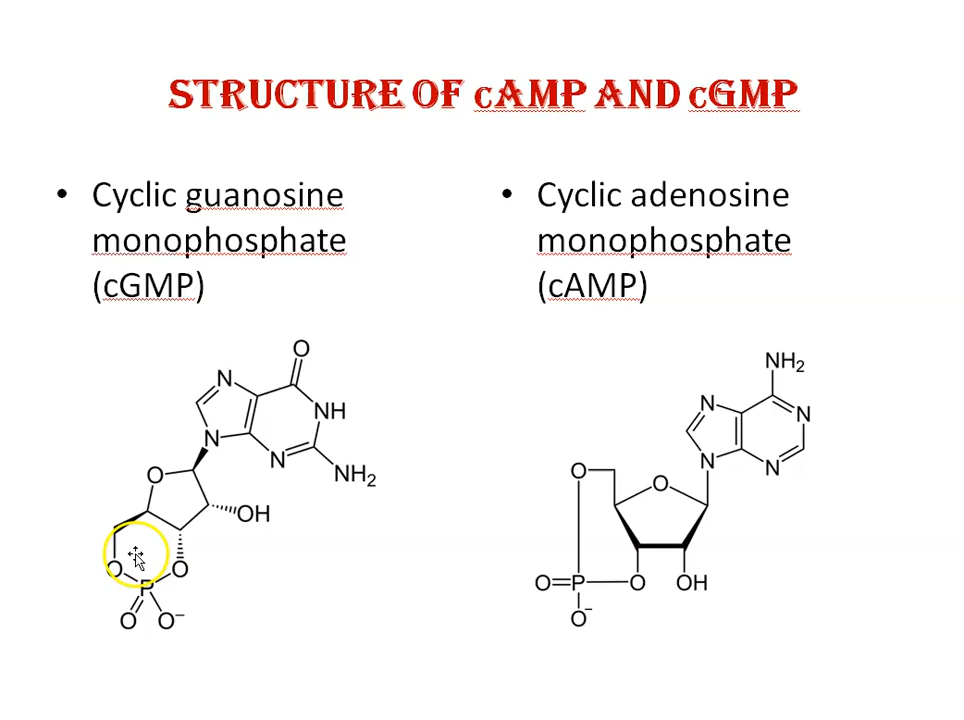 STRUCTURE OF cAMP AND cGMP
• Cyclic guanosine
monophosphate
(cGMP)
• Cyclic adenosine
monophosphate
(cAMP)
O
N
NH
N
N
NH2
O
OH
O
O
P
O
O−
NH2
N
N
N
N
O
O
O=P
O
OH
O−